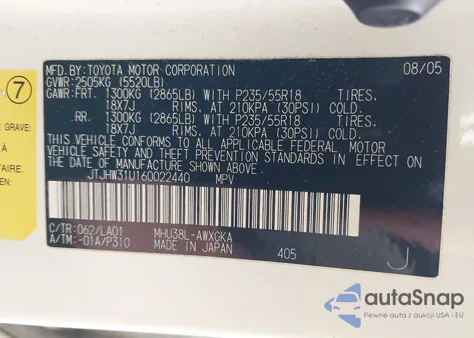 MFD. BY: TOYOTA MOTOR CORPORATION 08/05
GVWR: 2505KG (5520LB)
GAWR: FRT. 1300KG (2865LB) WITH P235/55R18 TIRES.
18X7J RIMS, AT 210KPA (30PSI) COLD.
RR. 1300KG (2865LB) WITH P235/55R18 TIRES.
18X7J RIMS, AT 210KPA (30PSI) COLD.
THIS VEHICLE CONFORMS TO ALL APPLICABLE FEDERAL MOTOR
VEHICLE SAFETY AND THEFT PREVENTION STANDARDS IN EFFECT
ON THE DATE OF MANUFACTURE SHOWN ABOVE.
JTJHW31U160022440 MPV
C/TR: 062/LA01 MHU38L-AWXGKA
A/TM: -01A/P310 MADE IN JAPAN 405
J
7
E GRAVE:
À LA
TAIRE.
S.
autoSnap
Pewne auta z aukcji USA i EU